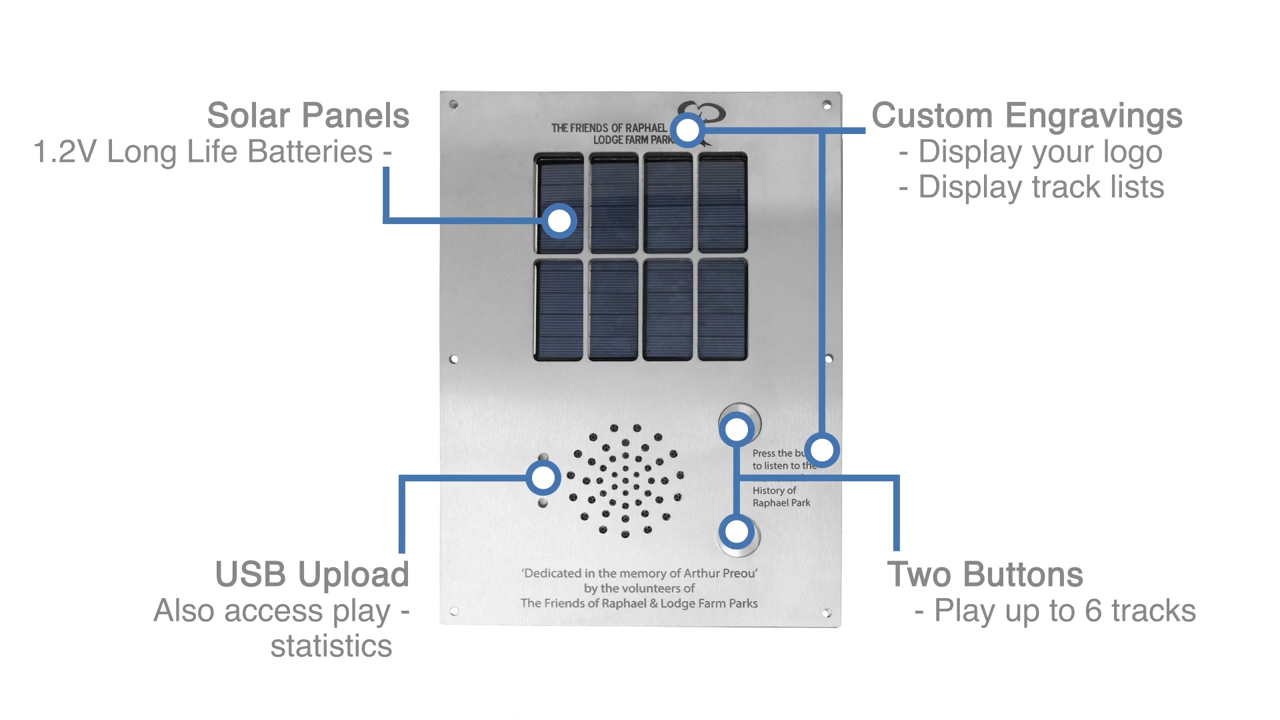 Solar Panels
1.2V Long Life Batteries -
Custom Engravings
- Display your logo
- Display track lists
THE FRIENDS OF RAPHAEL
LODGE FARM PARK
Press the
to listen to the
History of
Raphael Park
USB Upload
Also access play -
statistics
Two Buttons
- Play up to 6 tracks
'Dedicated in the memory of Arthur Preou'
by the volunteers of
The Friends of Raphael & Lodge Farm Parks